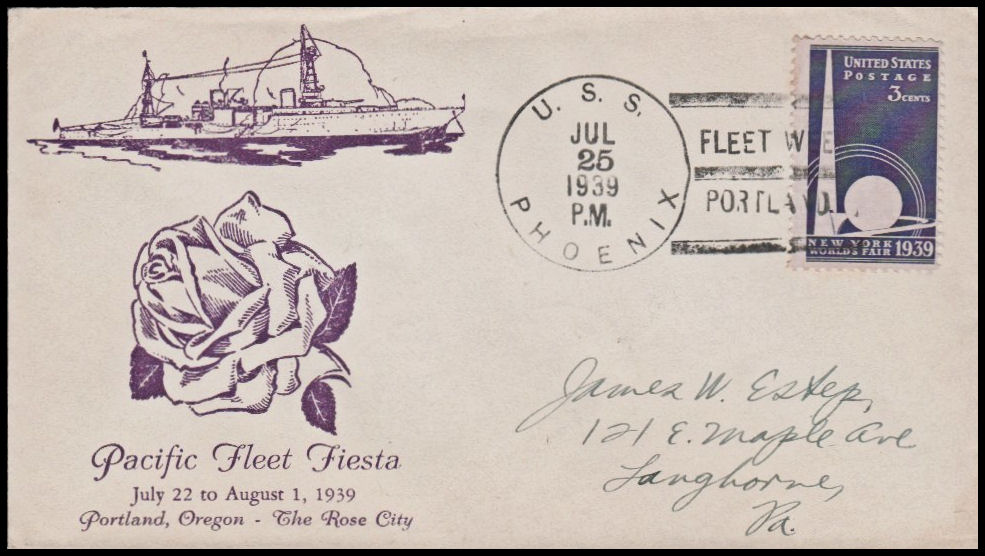 UNITED STATES
POSTAGE
3 CENTS
NEW YORK
WORLD'S FAIR 1939
U. S. S.
JUL
25
1939
P.M.
PHOENIX
FLEET
PORTLAND.
Pacific Fleet Fiesta
July 22 to August 1, 1939
Portland, Oregon - The Rose City
James W. Estep,
121 E. Maple Ave
Langhorne,
Pa.